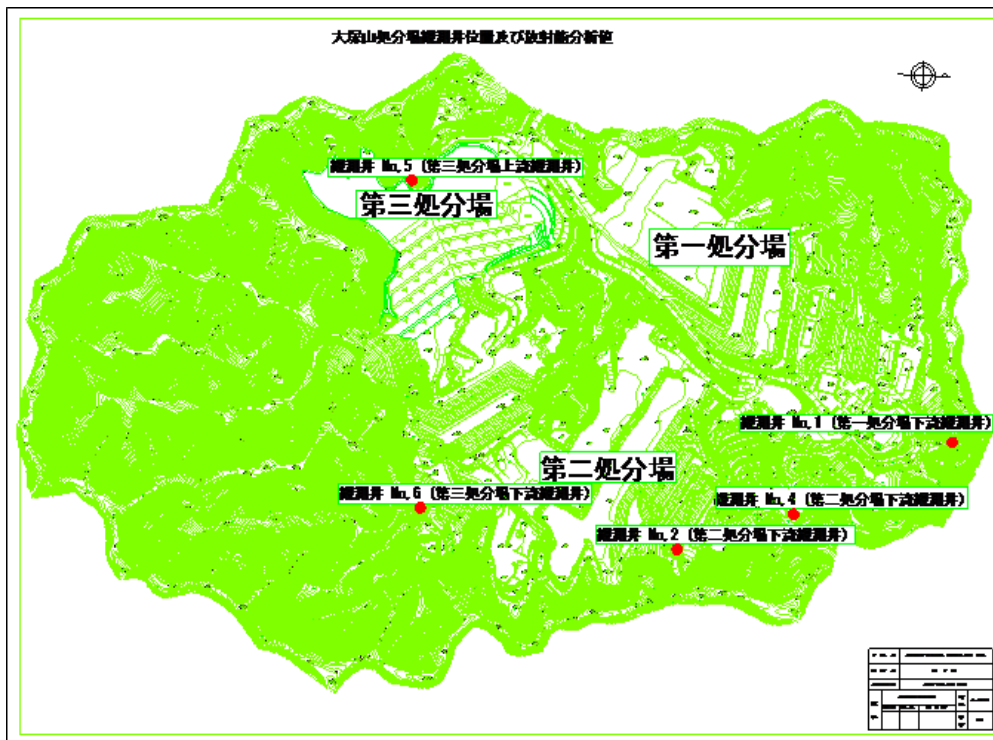 大塚山処分場観測井位置及び放射能分析値
観測井 No.5 (第三処分場上流観測井)
第三処分場
第一処分場
観測井 No.1 (第一処分場下流観測井)
第二処分場
観測井 No.6 (第三処分場下流観測井)
観測井 No.4 (第二処分場下流観測井)
観測井 No.2 (第二処分場下流観測井)